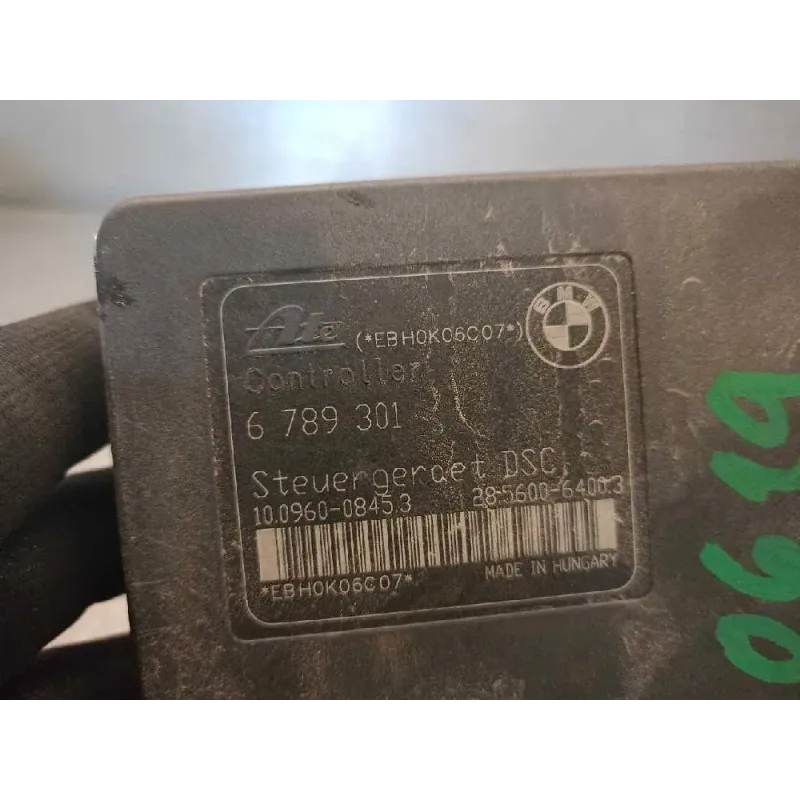 Ate (*EBH0K06C07*) BMW
Controller
6 789 301
Steuergeraet DSC
10.0960-0845.3 28.5600-6400.3
*EBH0K06C07* MADE IN HUNGARY
0619